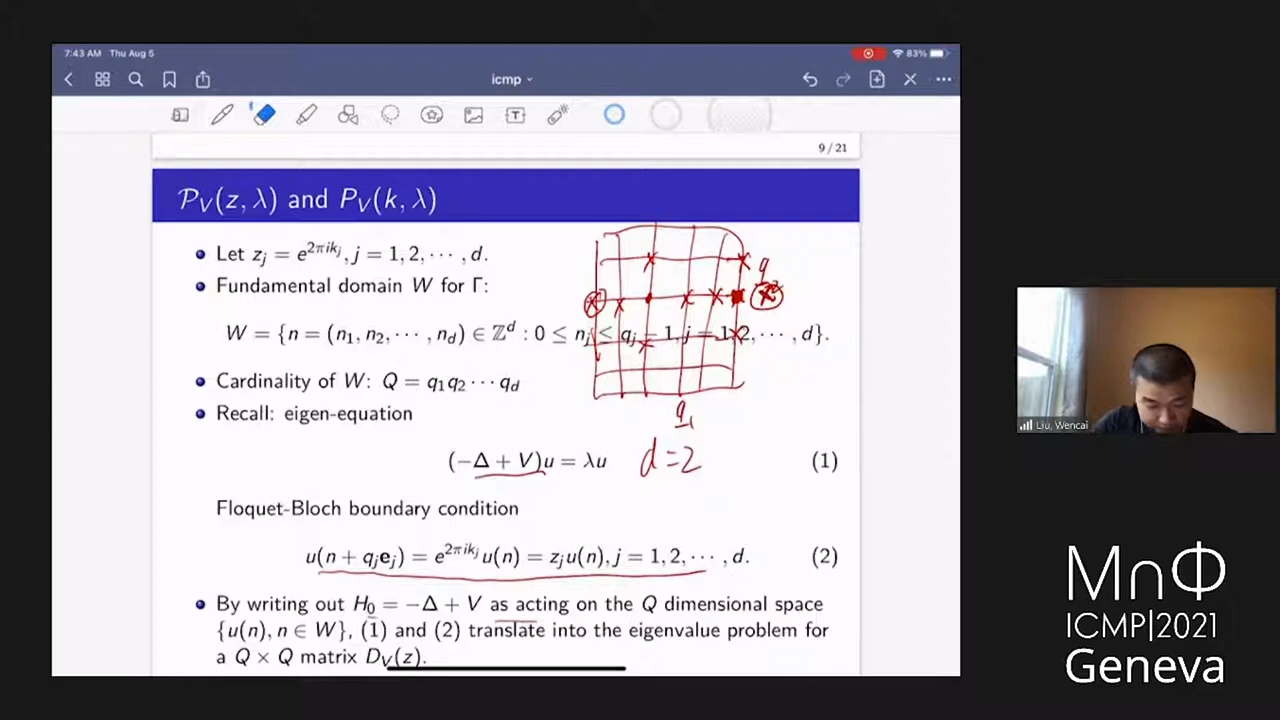 7:43 AM Thu Aug 5
83%
icmp
9 / 21
𝒫_V(z, λ) and P_V(k, λ)
Let z_j = e^{2πik_j}, j = 1, 2, ⋯ , d.
Fundamental domain W for Γ:
W = {n = (n_1, n_2, ⋯ , n_d) ∈ ℤ^d : 0 ≤ n_j ≤ q_j − 1, j = 1, 2, ⋯ , d}.
Cardinality of W: Q = q_1q_2 ⋯ q_d
q_1
Recall: eigen-equation
(−Δ + V)u = λu (1)
d=2
Floquet-Bloch boundary condition
u(n + q_j e_j) = e^{2πik_j} u(n) = z_j u(n), j = 1, 2, ⋯ , d. (2)
By writing out H_0 = −Δ + V as acting on the Q dimensional space
{u(n), n ∈ W}, (1) and (2) translate into the eigenvalue problem for
a Q × Q matrix D_V(z).
Liu, Wencai
MпФ
ICMP|2021
Geneva